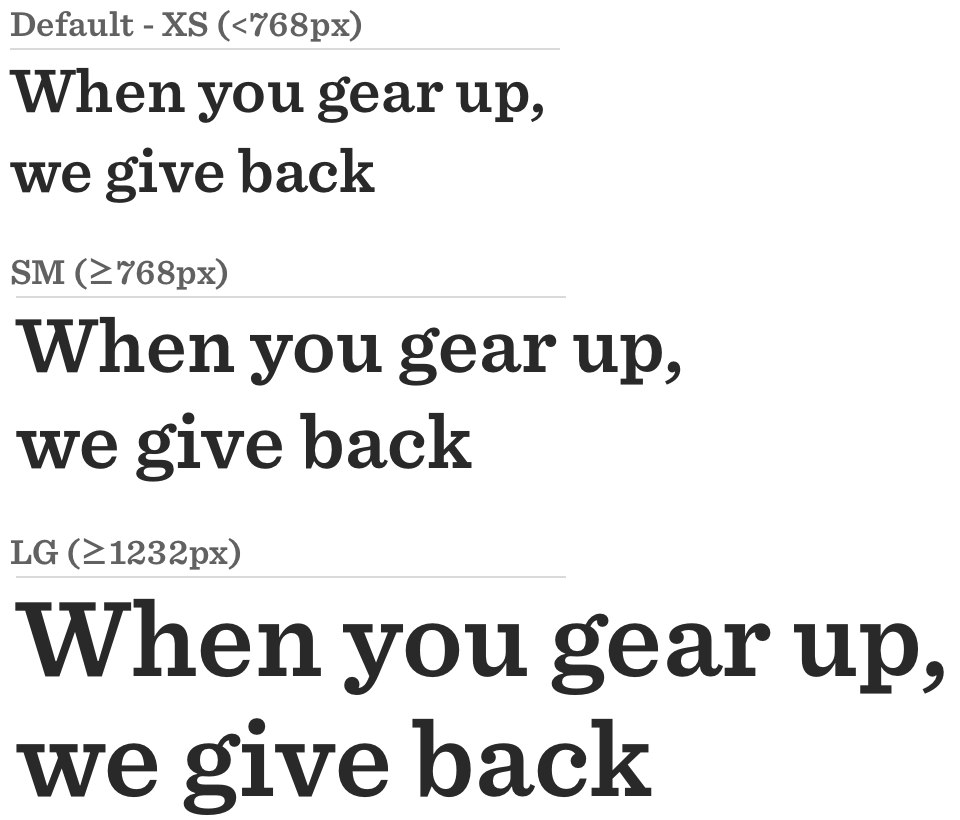 Default - XS (<768px)
When you gear up,
we give back
SM (≥768px)
When you gear up,
we give back
LG (≥1232px)
When you gear up,
we give back